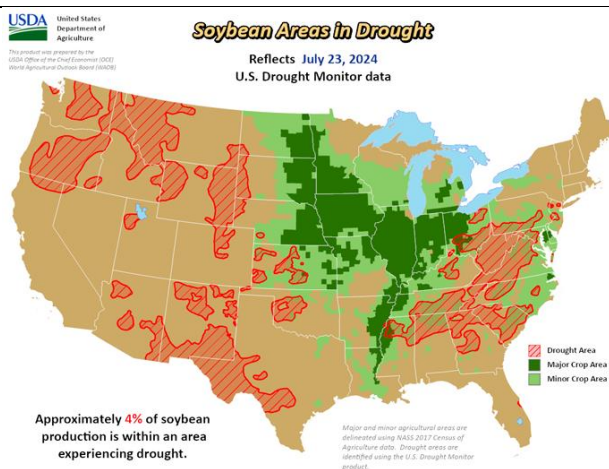 USDA
United States
Department of
Agriculture
This product was prepared by the
USDA Office of the Chief Economist (OCE)
World Agricultural Outlook Board (WAOB)
Soybean Areas in Drought
Reflects July 23, 2024
U.S. Drought Monitor data
Drought Area
Major Crop Area
Minor Crop Area
Approximately 4% of soybean
production is within an area
experiencing drought.
Major and minor agricultural areas are
delineated using NASS 2017 Census of
Agriculture data. Drought areas are
identified using the U.S. Drought Monitor
product.